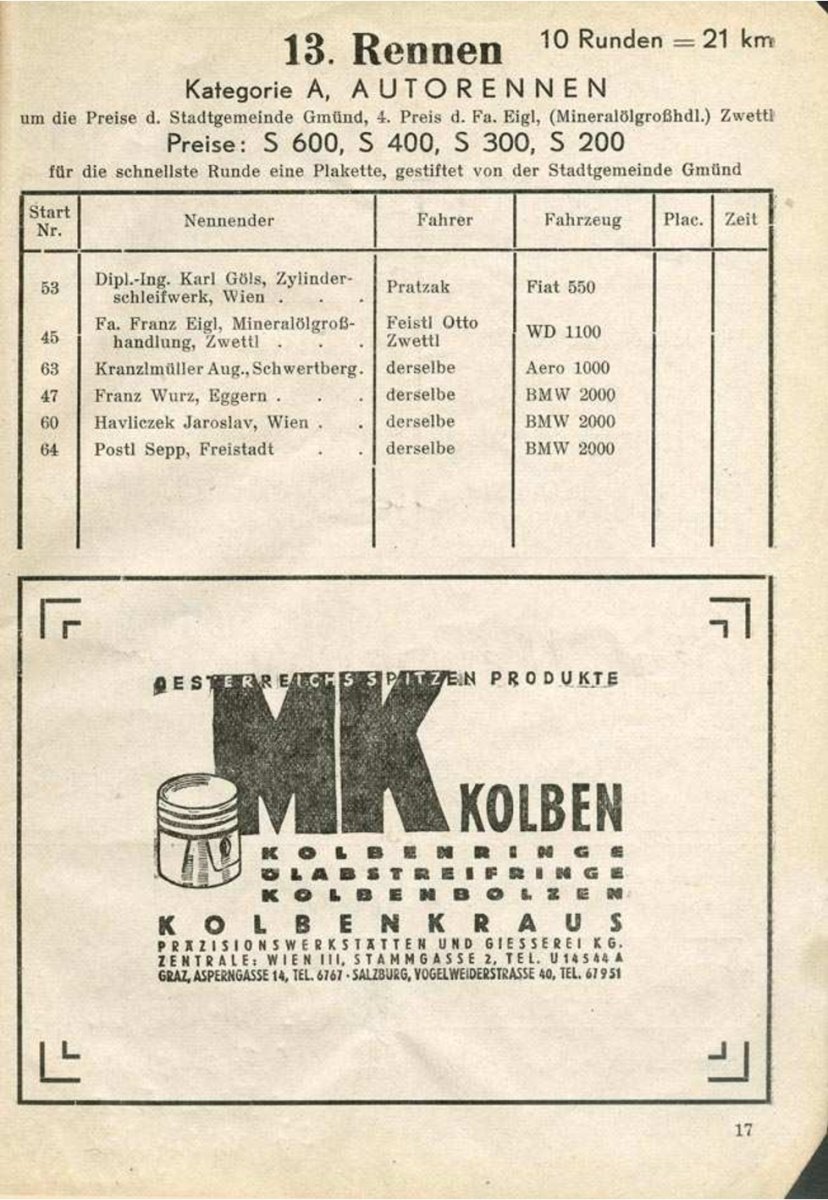 13. Rennen 10 Runden = 21 km
Kategorie A, AUTORENNEN
um die Preise d. Stadtgemeinde Gmünd, 4. Preis d. Fa. Eigl, (Mineralölgroßhdl.) Zwettl
Preise: S 600, S 400, S 300, S 200
für die schnellste Runde eine Plakette, gestiftet von der Stadtgemeinde Gmünd
Start Nr. Nennender Fahrer Fahrzeug Plac. Zeit
53 Dipl.-Ing. Karl Göls, Zylinder-
schleifwerk, Wien . . . Pratzak Fiat 550
45 Fa. Franz Eigl, Mineralölgroß-
handlung, Zwettl . . . Feistl Otto Zwettl WD 1100
63 Kranzlmüller Aug., Schwertberg. derselbe Aero 1000
47 Franz Wurz, Eggern . . . derselbe BMW 2000
60 Havliczek Jaroslav, Wien . . derselbe BMW 2000
64 Postl Sepp, Freistadt . . derselbe BMW 2000
OESTERREICHS SPITZEN PRODUKTE
MK KOLBEN
KOLBENRINGE
ÖLABSTREIFRINGE
KOLBENBOLZEN
KOLBENKRAUS
PRÄZISIONSWERKSTÄTTEN UND GIESSEREI KG.
ZENTRALE: WIEN III, STAMMGASSE 2, TEL. U 14 5 44 A
GRAZ, ASPERNGASSE 14, TEL. 6767 · SALZBURG, VOGELWEIDERSTRASSE 40, TEL. 67951
17